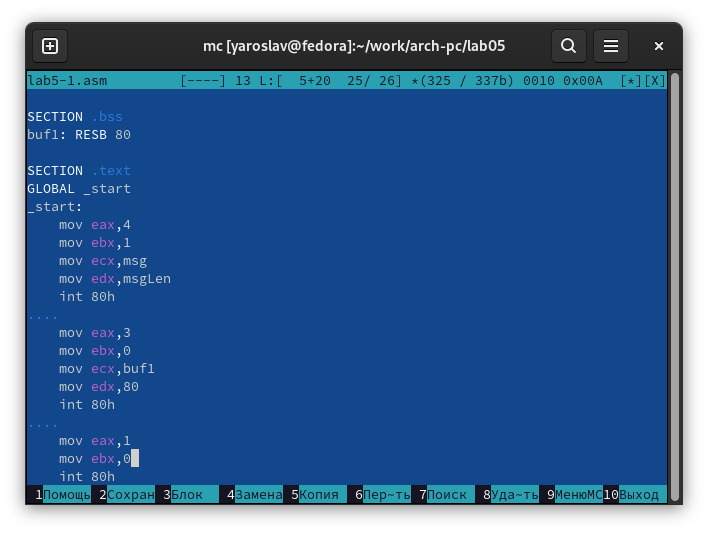 mc [yaroslav@fedora]:~/work/arch-pc/lab05
lab5-1.asm [----] 13 L:[ 5+20 25/ 26] *(325 / 337b) 0010 0x00A [*][X]
SECTION .bss
buf1: RESB 80
SECTION .text
GLOBAL _start
_start:
mov eax,4
mov ebx,1
mov ecx,msg
mov edx,msgLen
int 80h
....
mov eax,3
mov ebx,0
mov ecx,buf1
mov edx,80
int 80h
....
mov eax,1
mov ebx,0
int 80h
1Помощь 2Сохран 3Блок 4Замена 5Копия 6Пер~ть 7Поиск 8Уда~ть 9МенюMC 10Выход